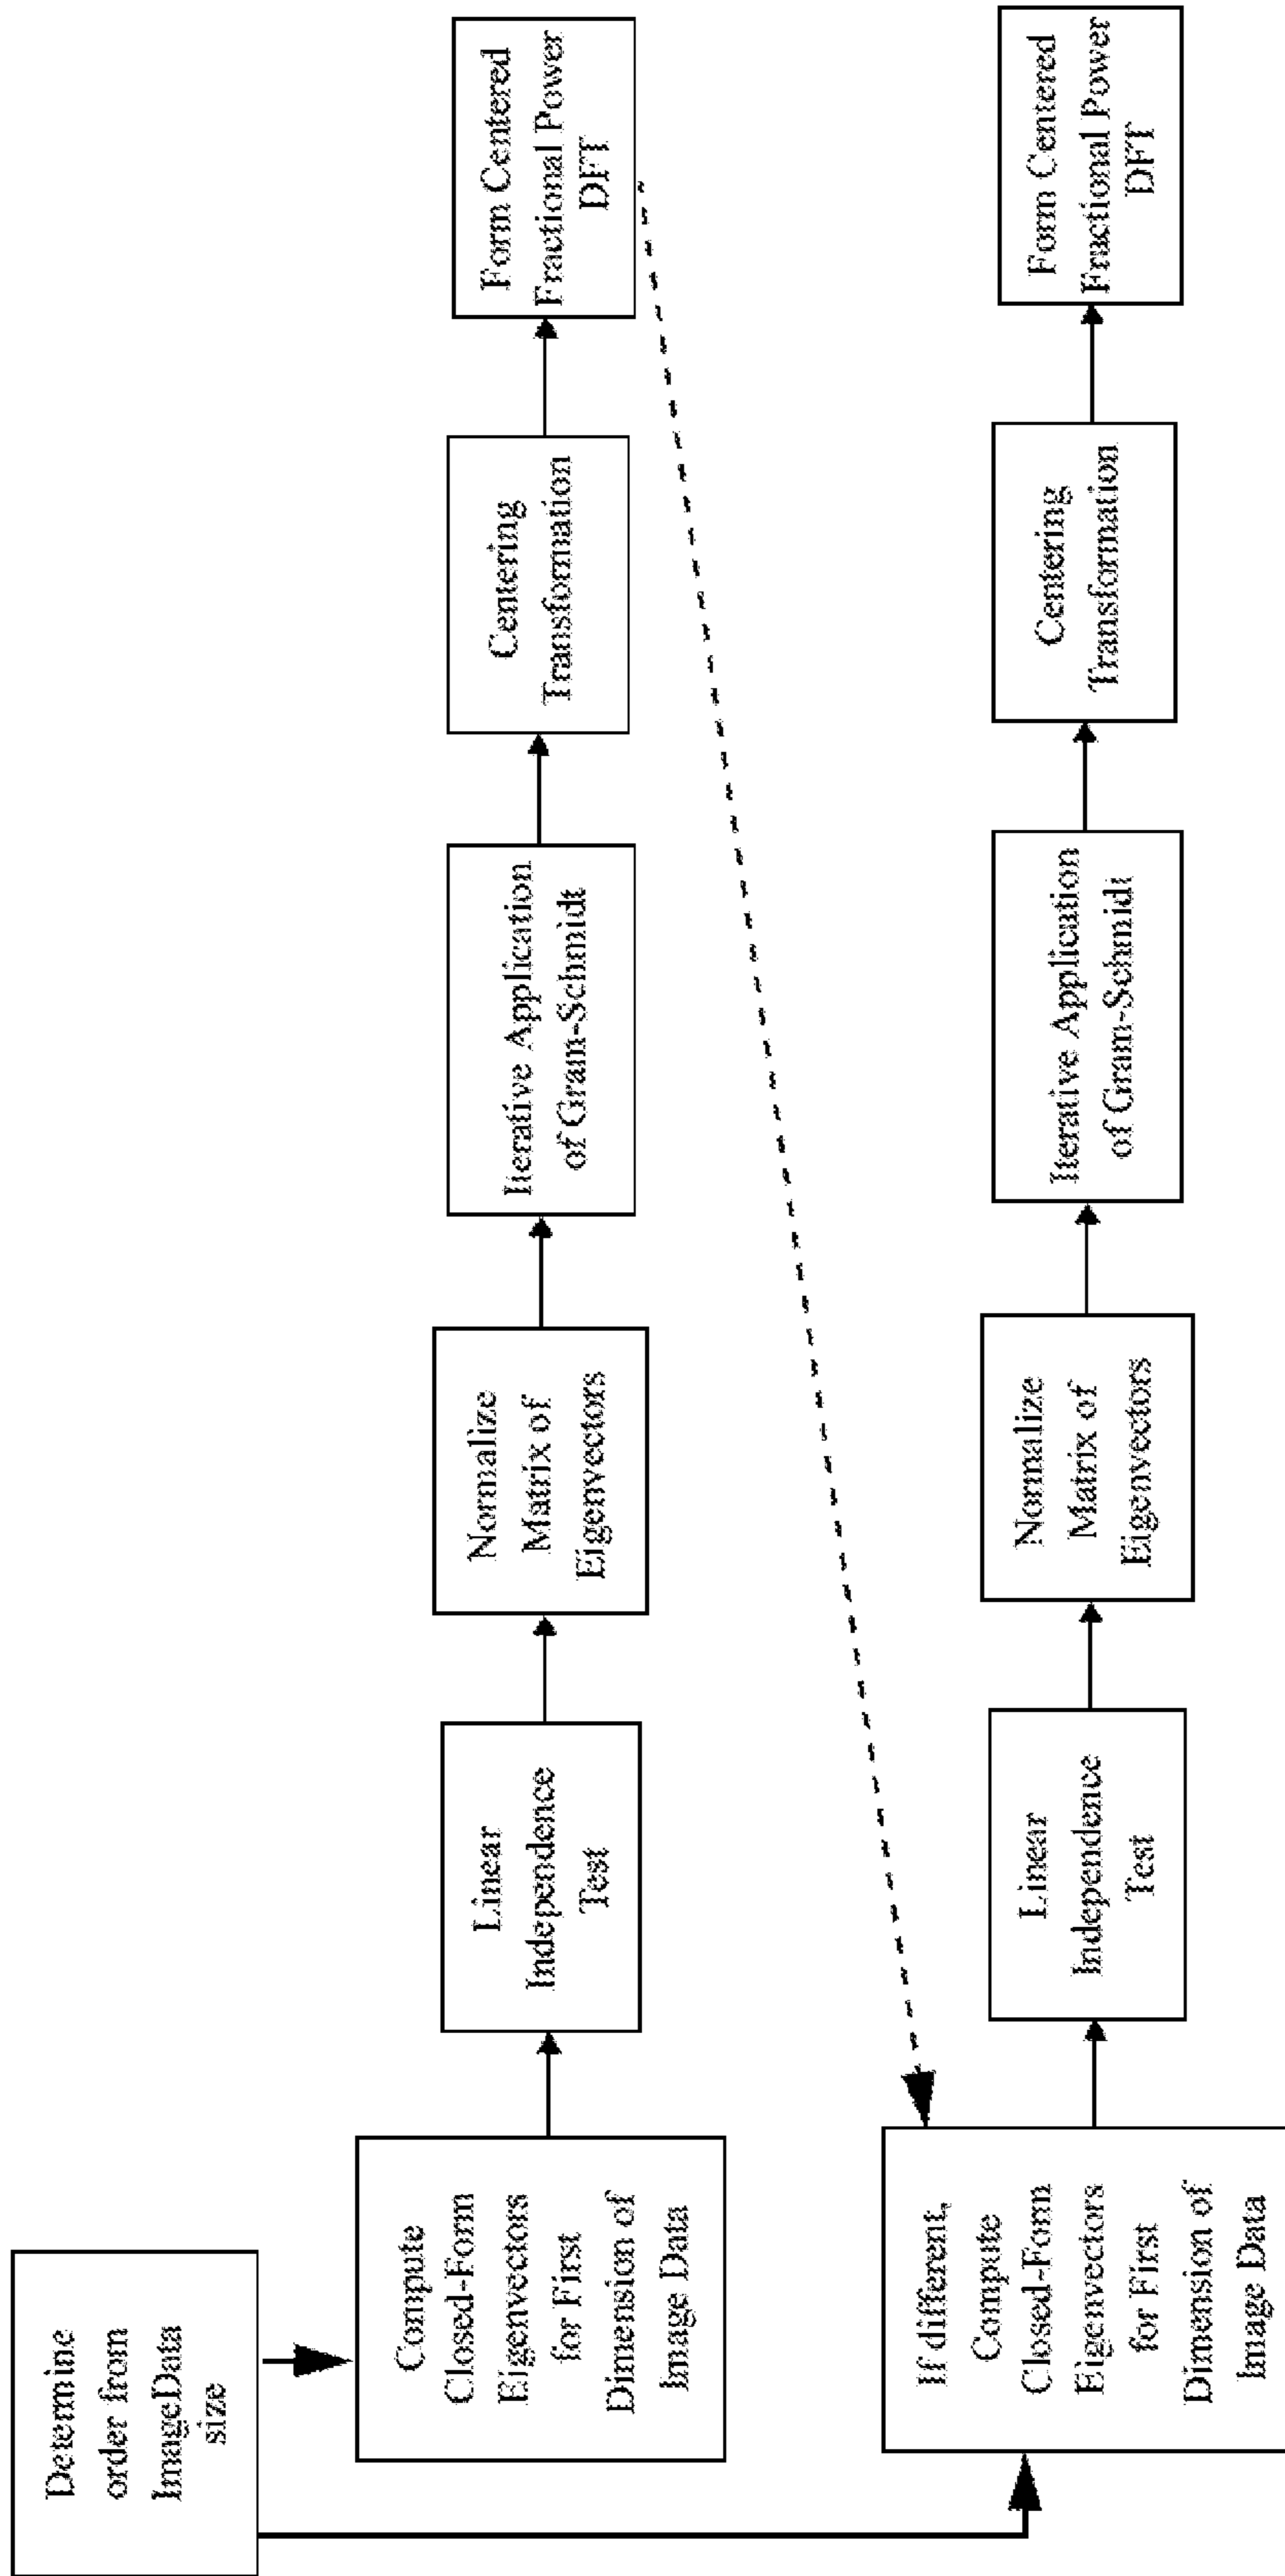 Determine
order from
ImageData
size
Compute
Closed-Form
Eigenvectors
for First
Dimension of
Image Data
Linear
Independence
Test
Normalize
Matrix of
Eigenvectors
Iterative Application
of Gram-Schmidt
Centering
Transformation
Form Centered
Fractional Power
DFT
If different,
Compute
Closed-Form
Eigenvectors
for First
Dimension of
Image Data
Linear
Independence
Test
Normalize
Matrix of
Eigenvectors
Iterative Application
of Gram-Schmidt
Centering
Transformation
Form Centered
Fractional Power
DFT